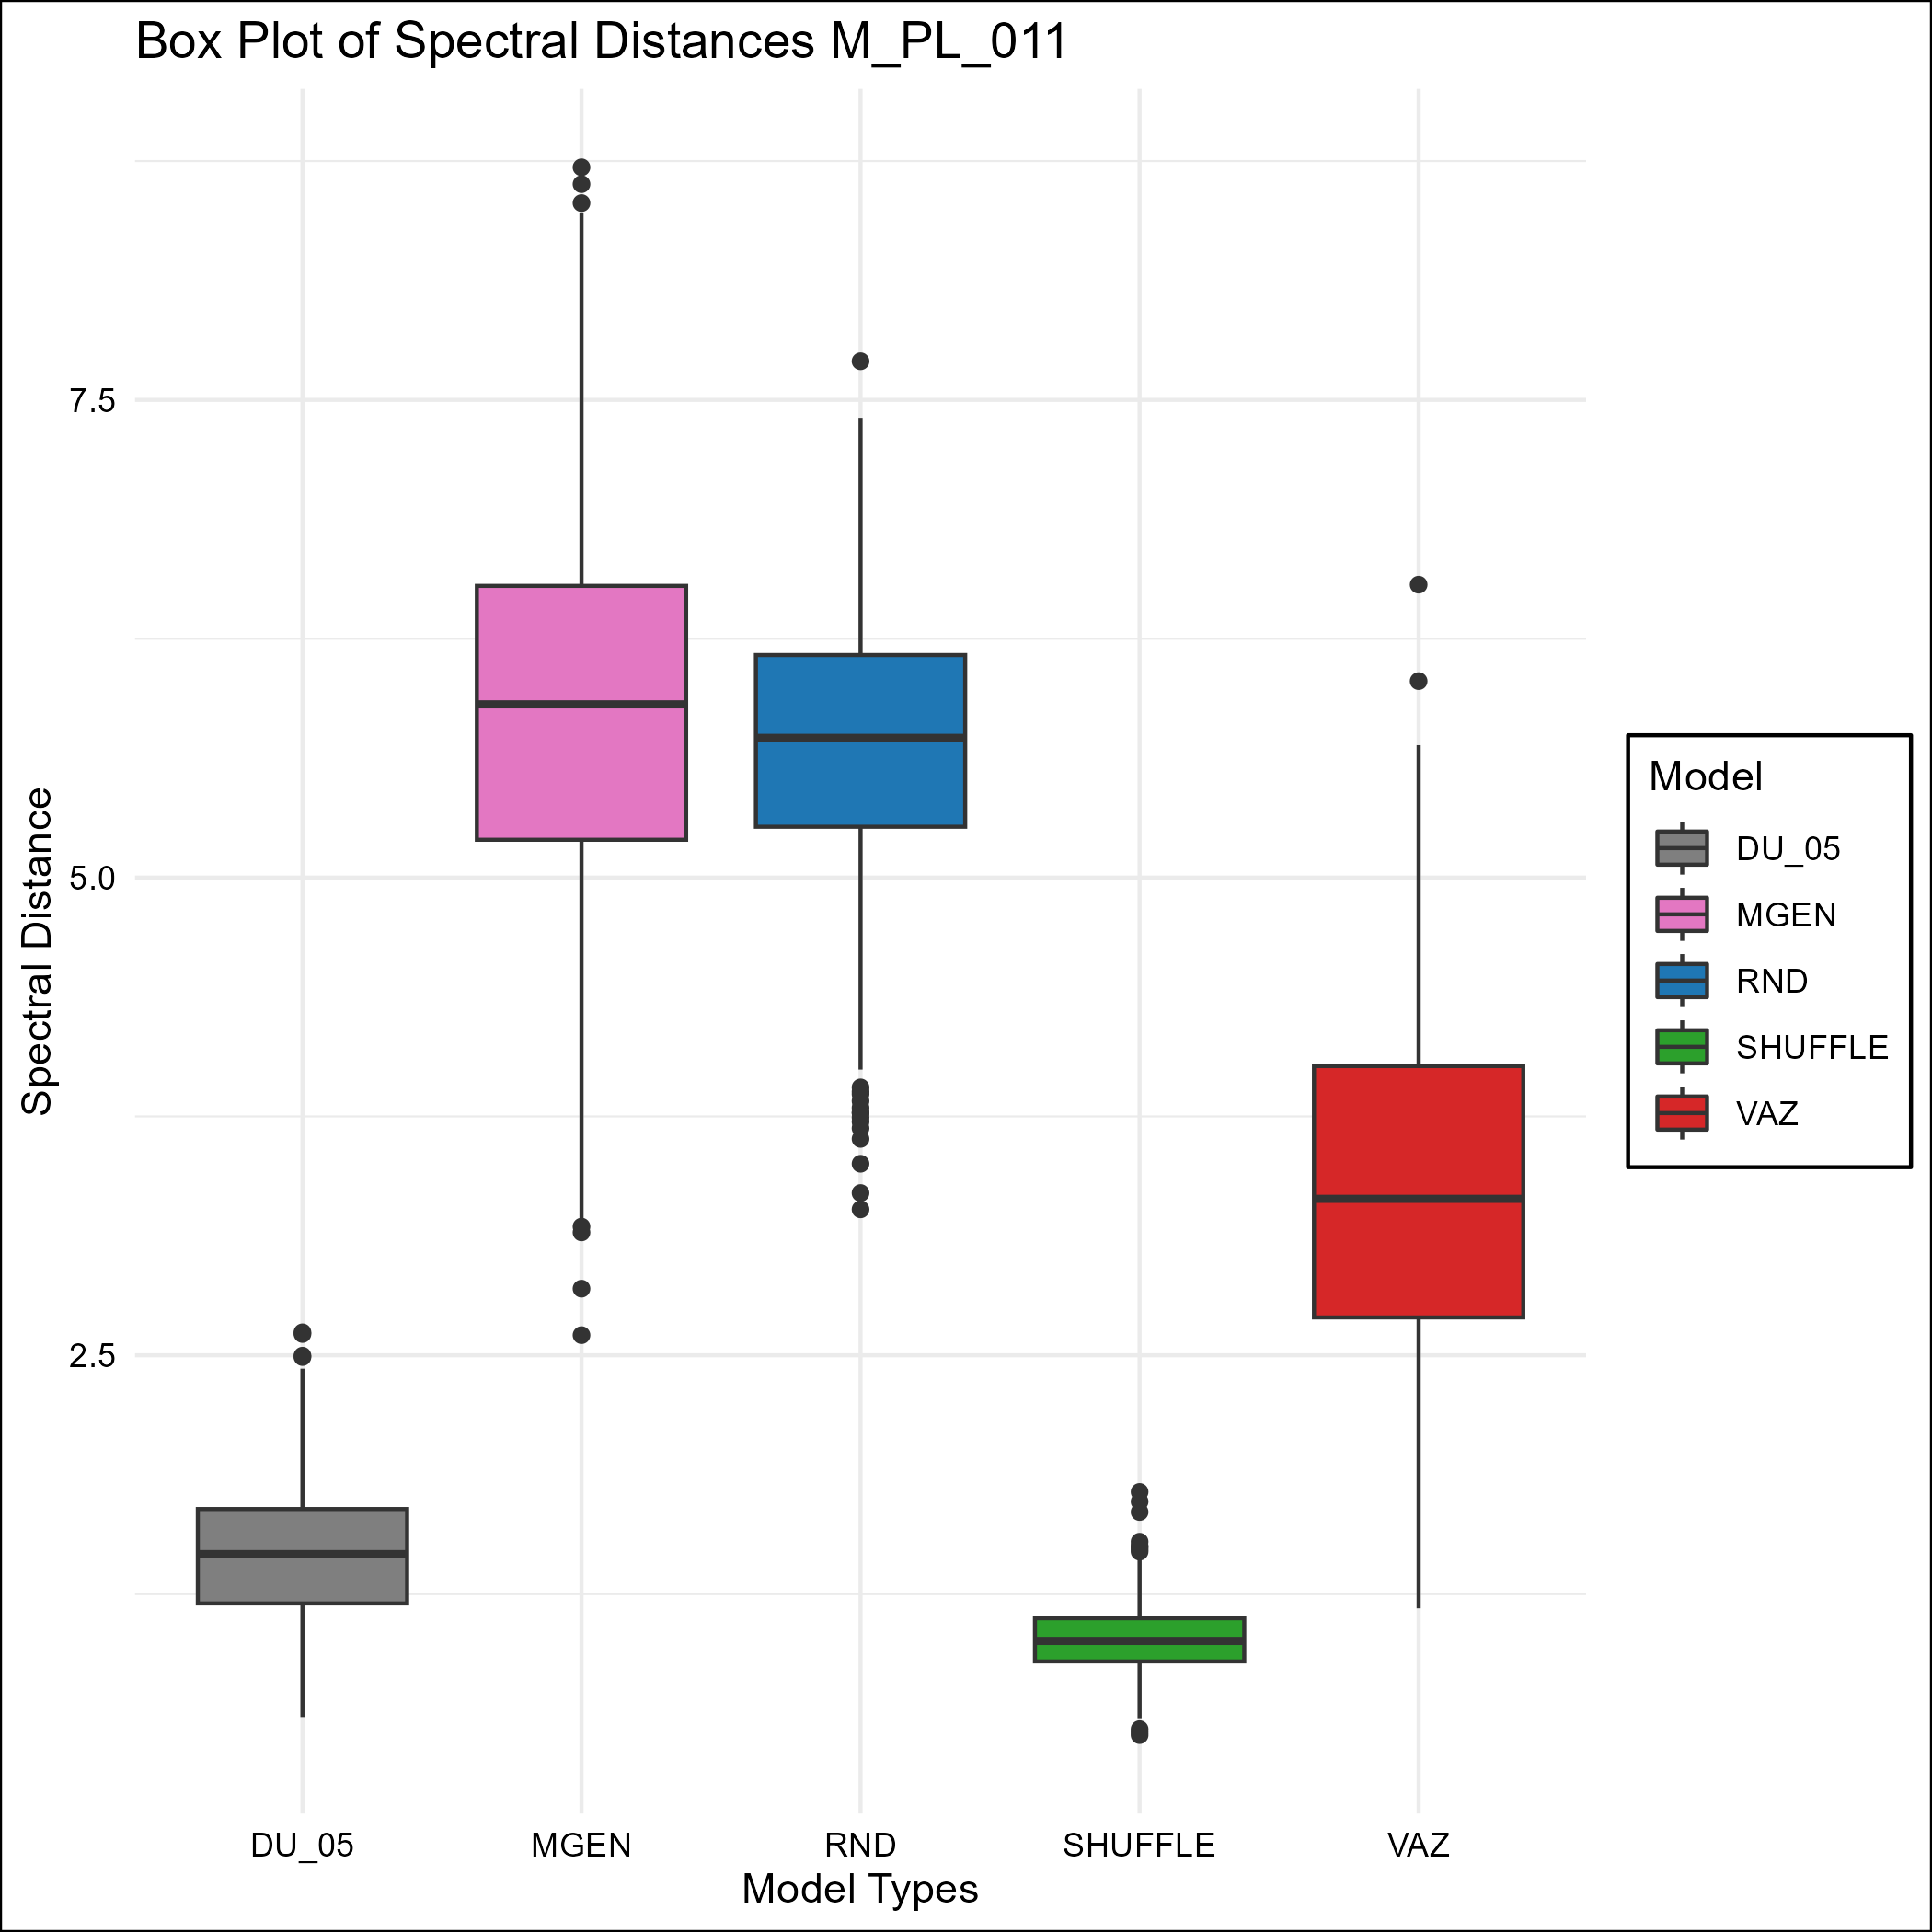 Box Plot of Spectral Distances M_PL_011
7.5
5.0
2.5
Spectral Distance
DU_05
MGEN
RND
SHUFFLE
VAZ
Model Types
Model
DU_05
MGEN
RND
SHUFFLE
VAZ